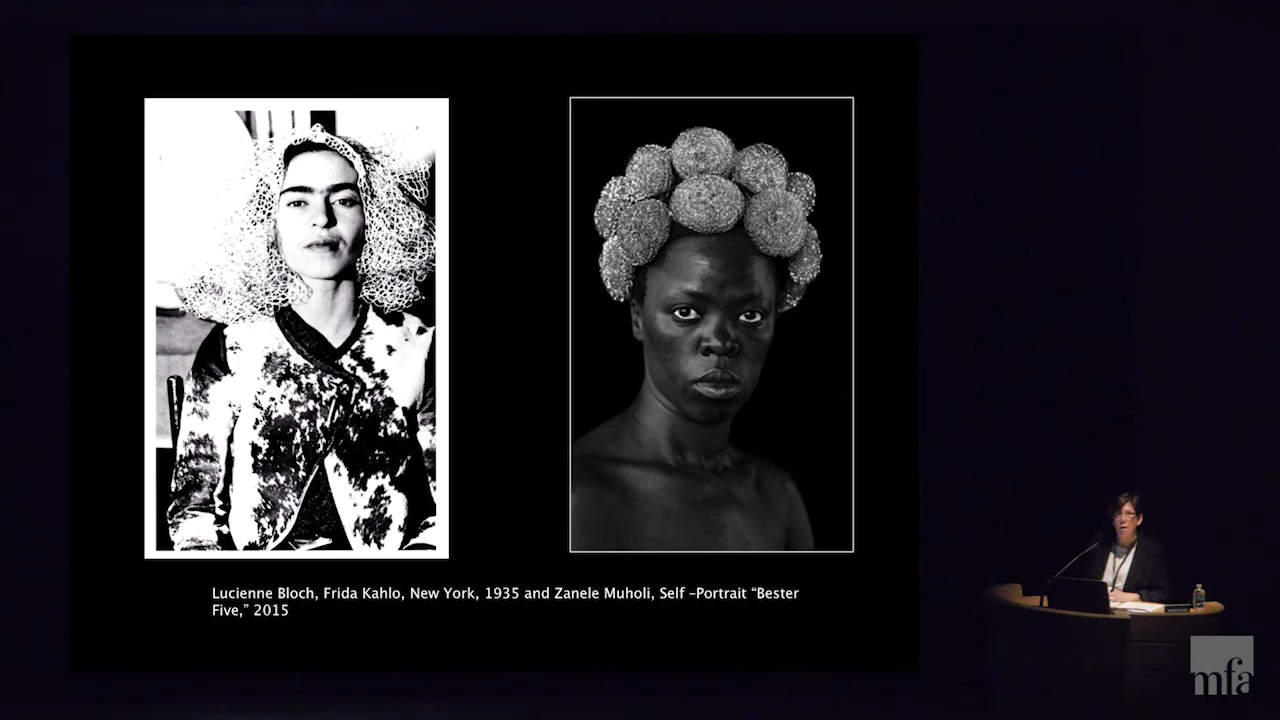 Lucienne Bloch, Frida Kahlo, New York, 1935 and Zanele Muholi, Self -Portrait “Bester
Five,” 2015
mfa